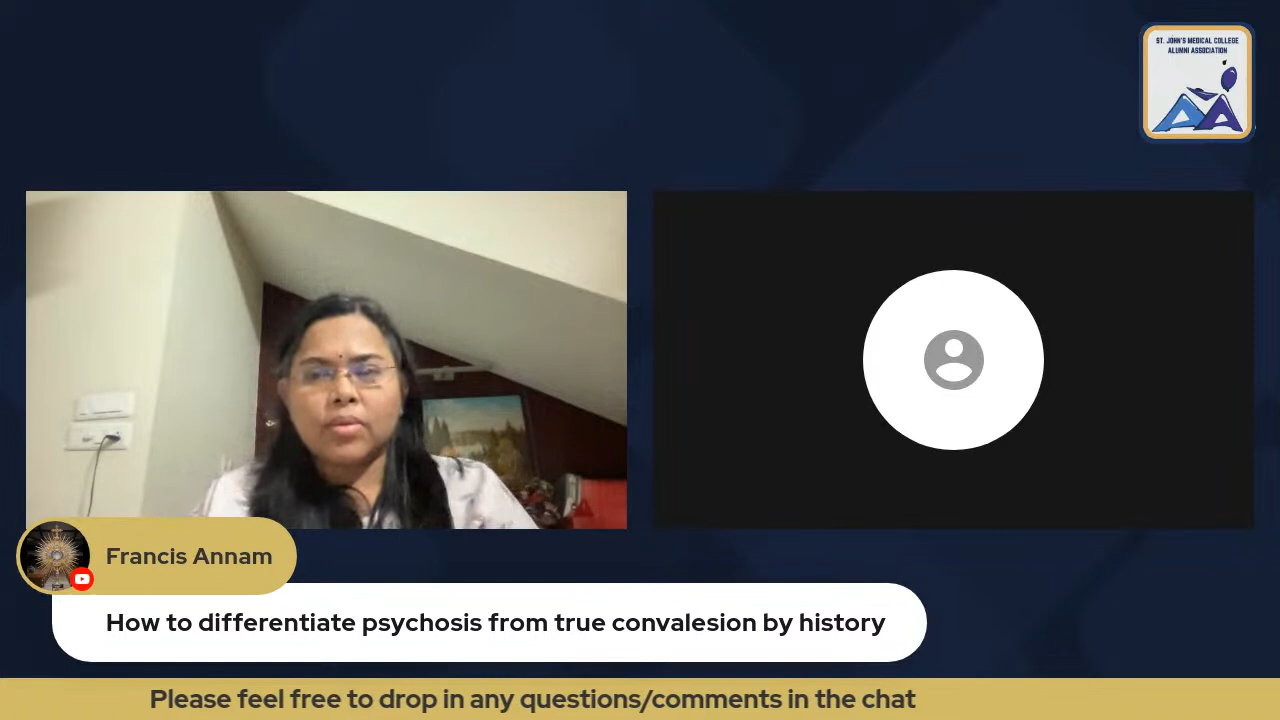 ST. JOHN'S MEDICAL COLLEGE
ALUMNI ASSOCIATION
Francis Annam
How to differentiate psychosis from true convalesion by history
Please feel free to drop in any questions/comments in the chat